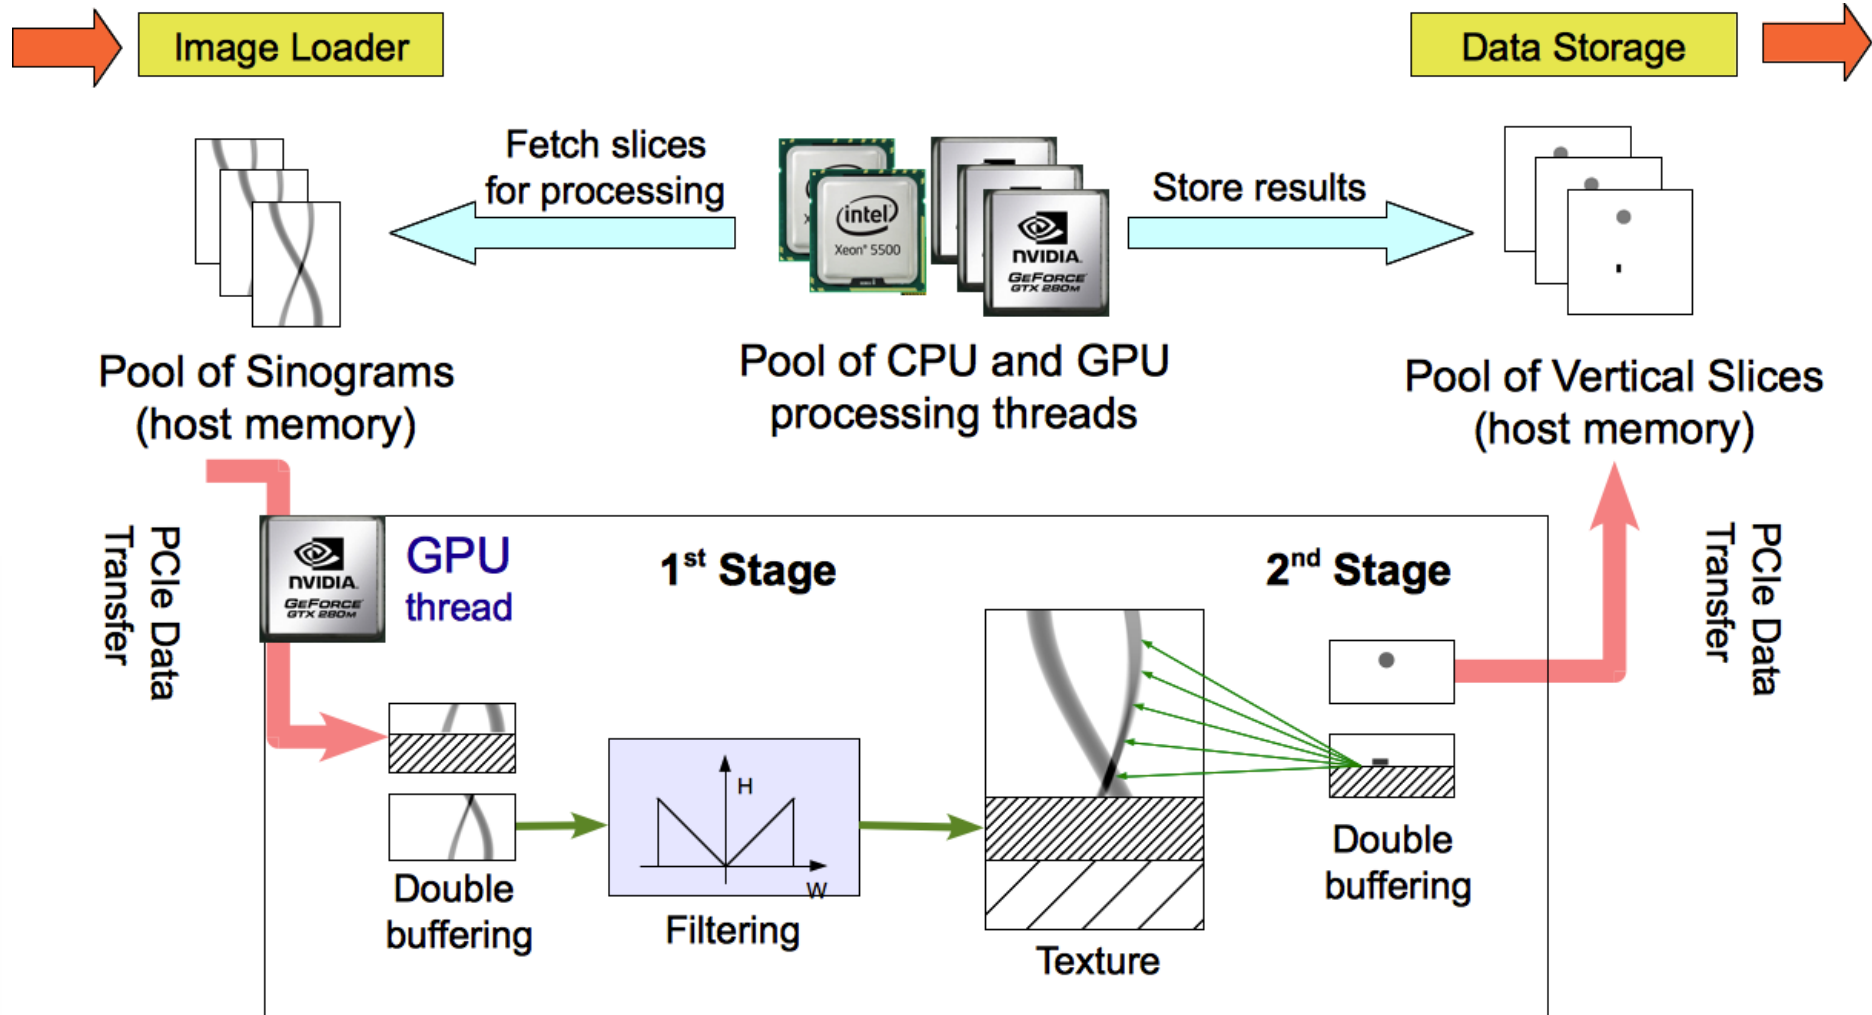 Image Loader
Data Storage
Fetch slices
for processing
Store results
intel
Xeon® 5500
X
NVIDIA.
GEFORCE
GTX 280M
Pool of Sinograms
(host memory)
Pool of CPU and GPU
processing threads
Pool of Vertical Slices
(host memory)
PCIe Data
Transfer
NVIDIA.
GEFORCE
GTX 280M
GPU
thread
1st Stage
2nd Stage
PCIe Data
Transfer
H
W
Double
buffering
Filtering
Texture
Double
buffering